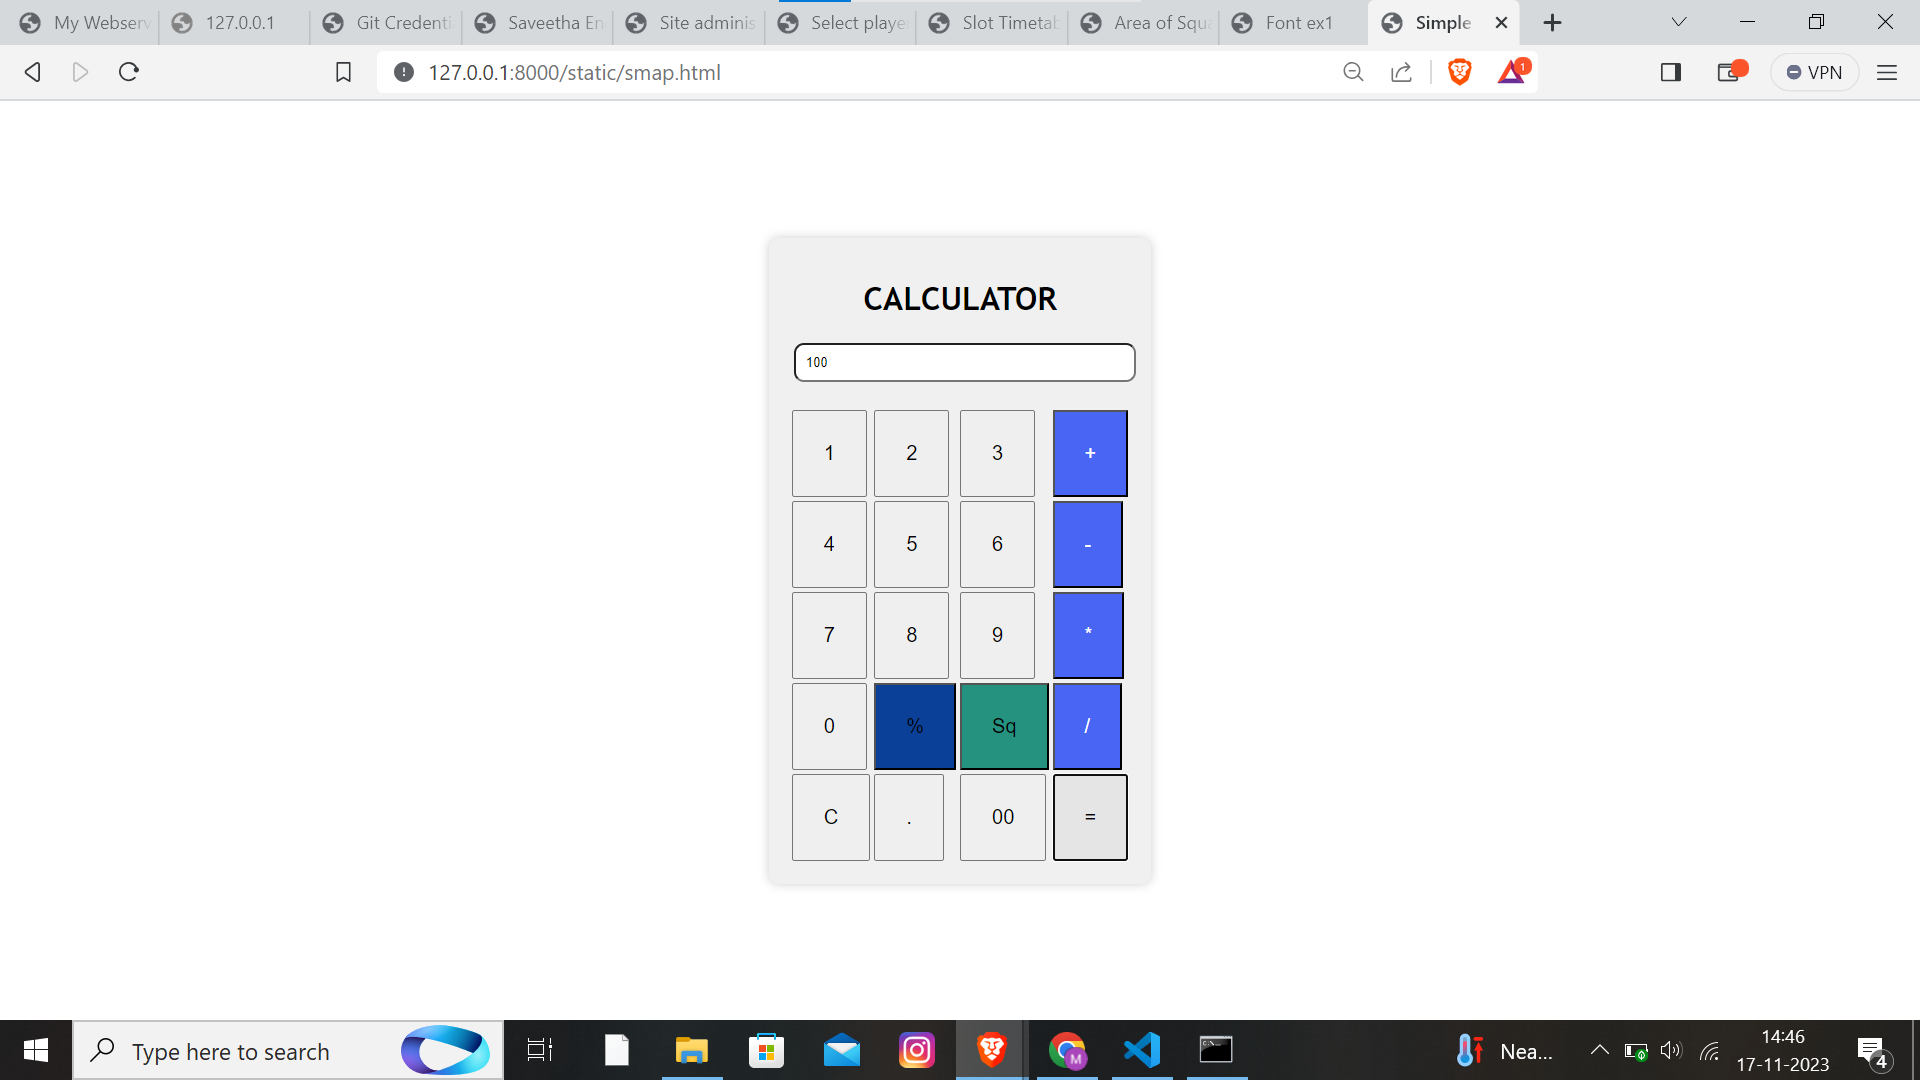 My Webserv 127.0.0.1 Git Credenti Saveetha En Site adminis Select playe Slot Timetab Area of Squa Font ex1 Simple
127.0.0.1:8000/static/smap.html 1 VPN
CALCULATOR
100
1 2 3 +
4 5 6 -
7 8 9 *
0 % Sq /
C . 00 =
Type here to search M Nea... 14:46
17-11-2023 4